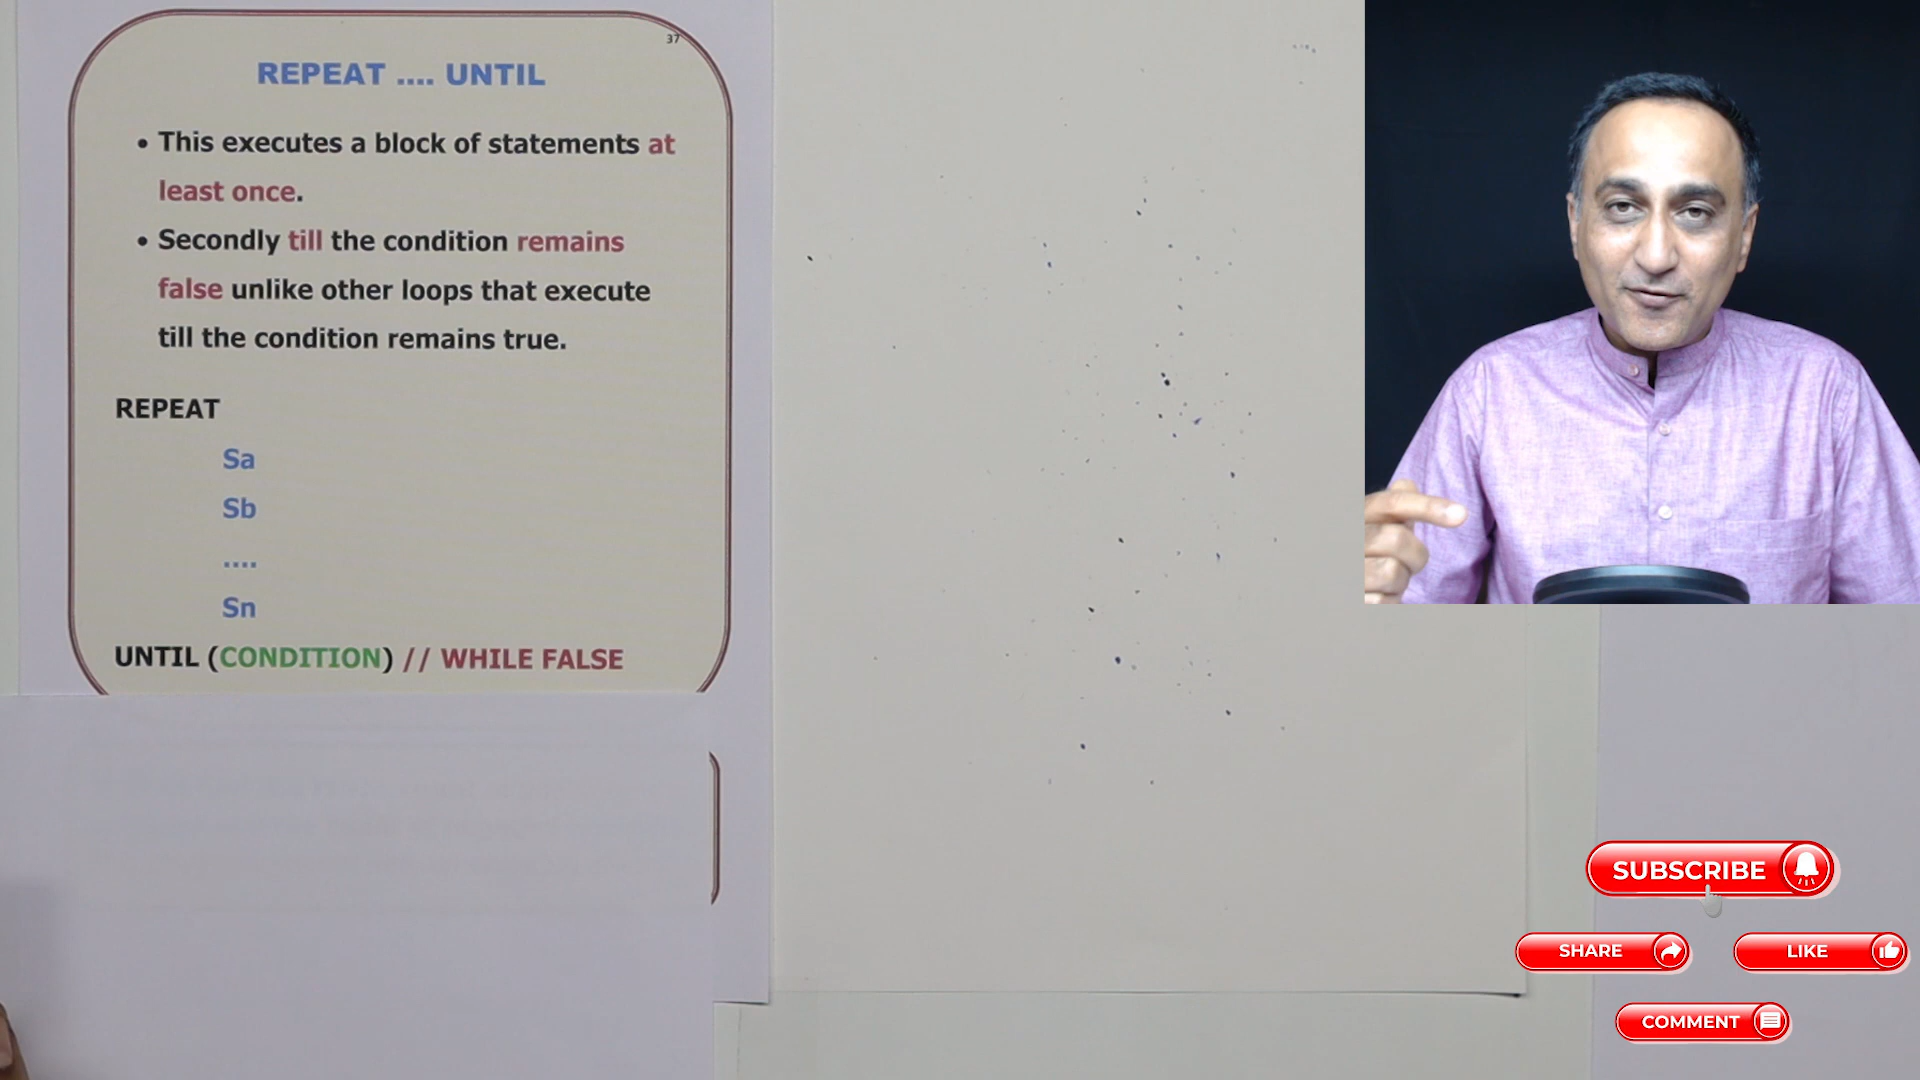 37
REPEAT .... UNTIL
• This executes a block of statements at
least once.
• Secondly till the condition remains
false unlike other loops that execute
till the condition remains true.
REPEAT
Sa
Sb
....
Sn
UNTIL (CONDITION) // WHILE FALSE
SUBSCRIBE
SHARE
LIKE
COMMENT